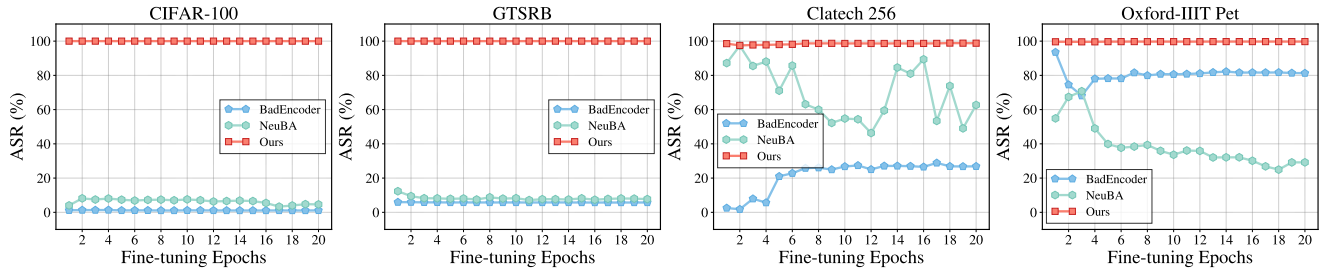 CIFAR-100
ASR (%)
100
80
60
40
20
0
BadEncoder
NeuBA
Ours
2 4 6 8 10 12 14 16 18 20
Fine-tuning Epochs
GTSRB
ASR (%)
100
80
60
40
20
0
BadEncoder
NeuBA
Ours
2 4 6 8 10 12 14 16 18 20
Fine-tuning Epochs
Clatech 256
ASR (%)
100
80
60
40
20
0
BadEncoder
NeuBA
Ours
2 4 6 8 10 12 14 16 18 20
Fine-tuning Epochs
Oxford-IIIT Pet
ASR (%)
100
80
60
40
20
0
BadEncoder
NeuBA
Ours
2 4 6 8 10 12 14 16 18 20
Fine-tuning Epochs